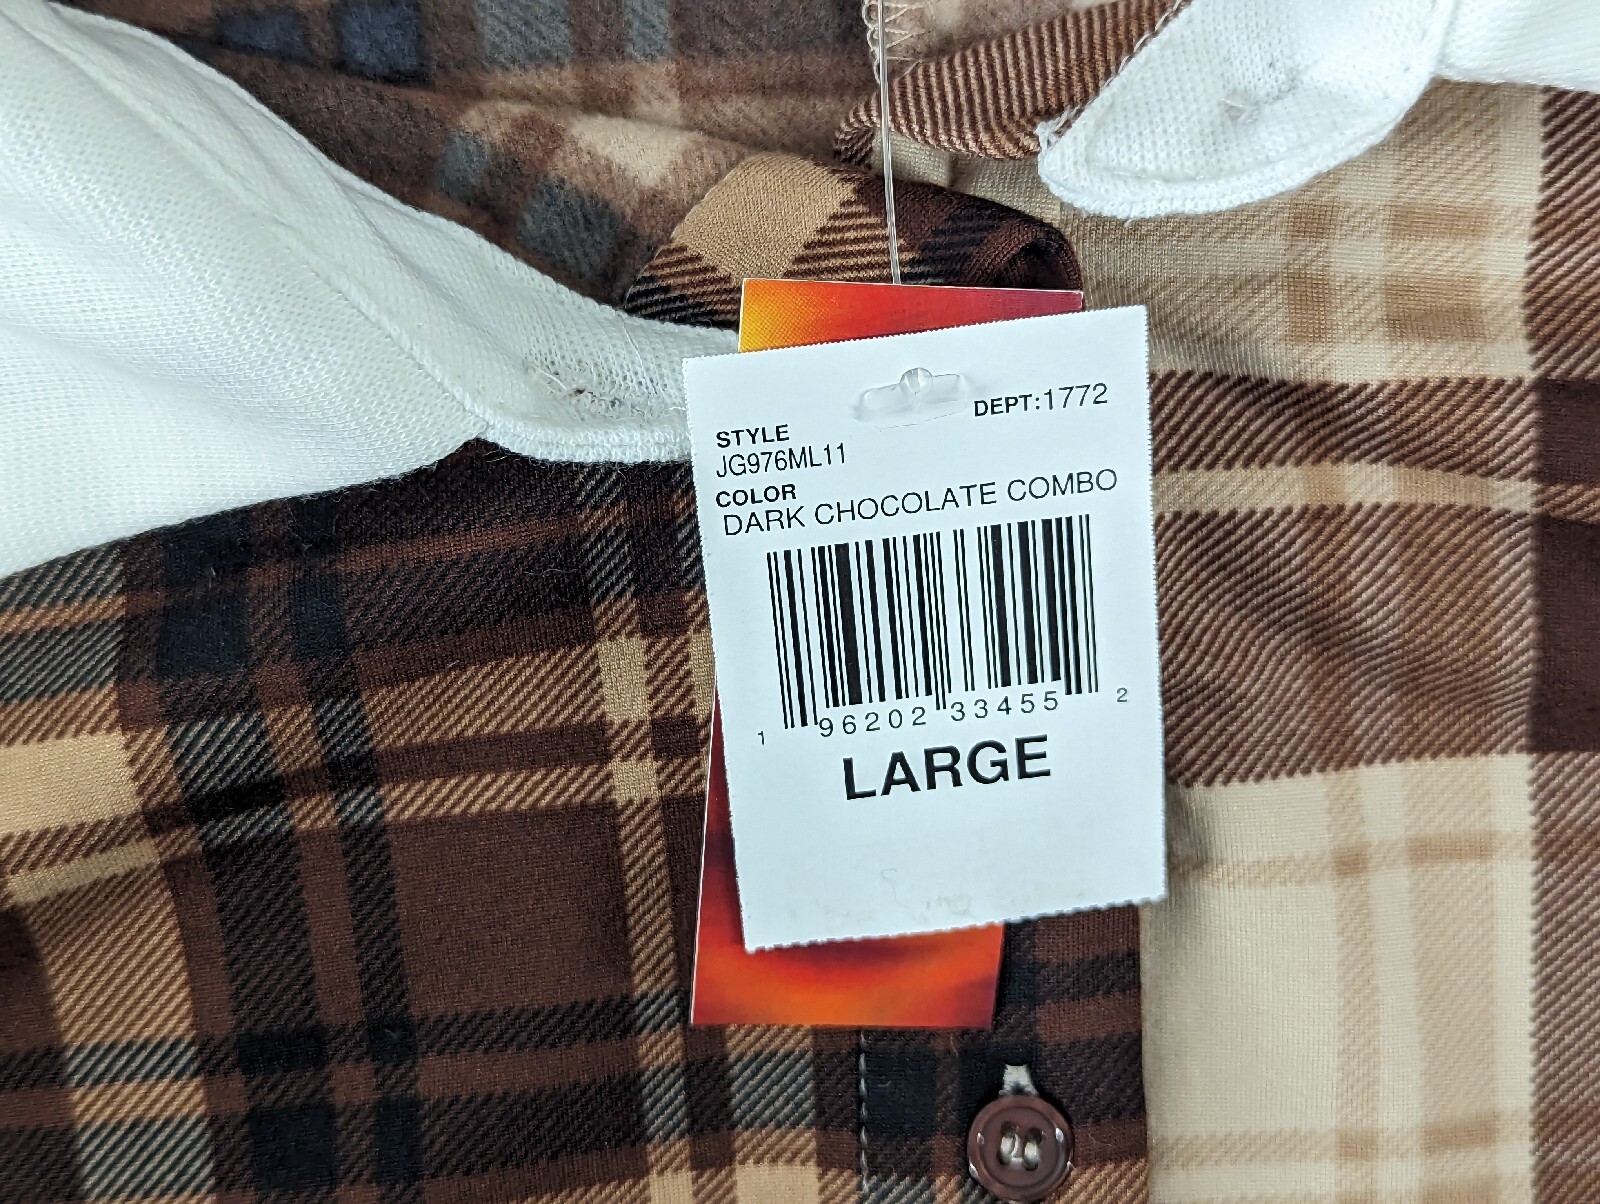 DEPT:1772
STYLE
JG976ML11
COLOR
DARK CHOCOLATE COMBO
1 96202 33455 2
LARGE